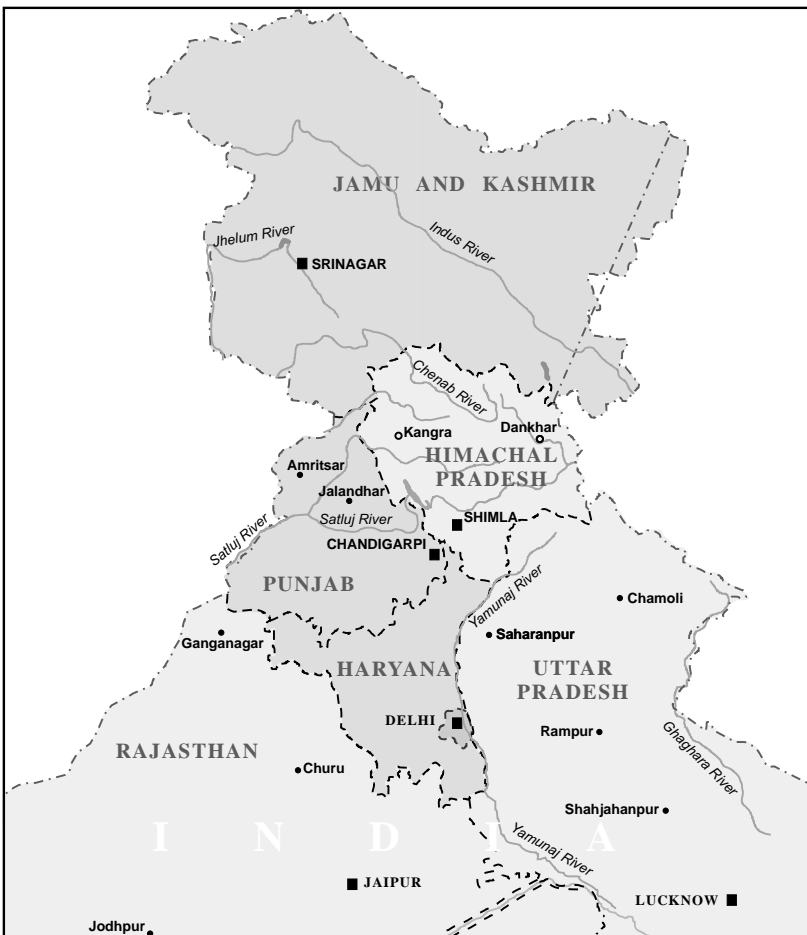 JAMU AND KASHMIR
Indus River
Jhelum River
SRINAGAR
Chenab River
Kangra
Dankhar
HIMACHAL
PRADESH
Amritsar
Jalandhar
Satluj River
Satluj River
SHIMLA
CHANDIGARPI
PUNJAB
Yamunaj River
Chamoli
Ganganagar
Saharanpur
HARYANA
UTTAR
PRADESH
DELHI
Rampur
RAJASTHAN
Churu
Ghaghara River
Shahjahanpur
INDIA
Yamunaj River
JAIPUR
LUCKNOW
Jodhpur